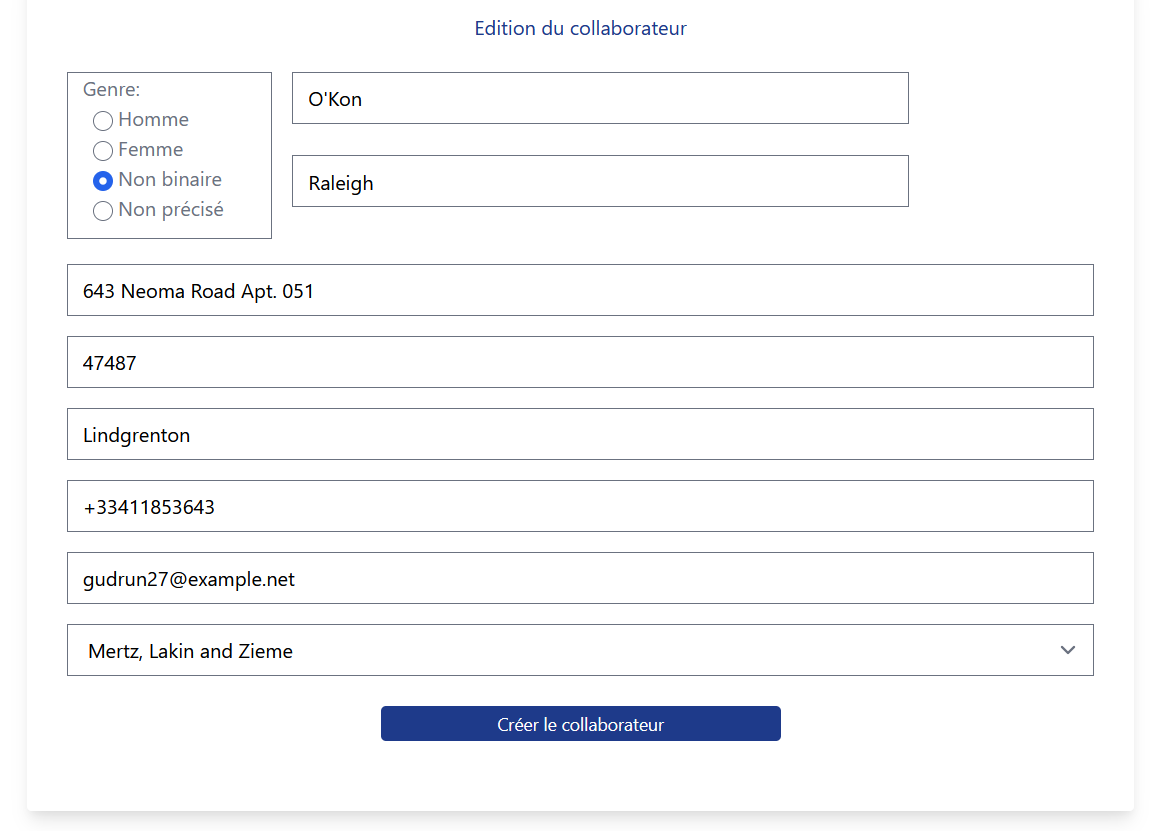 Edition du collaborateur
Genre:
Homme
Femme
Non binaire
Non précisé
O'Kon
Raleigh
643 Neoma Road Apt. 051
47487
Lindgrenton
+33411853643
gudrun27@example.net
Mertz, Lakin and Zieme
Créer le collaborateur